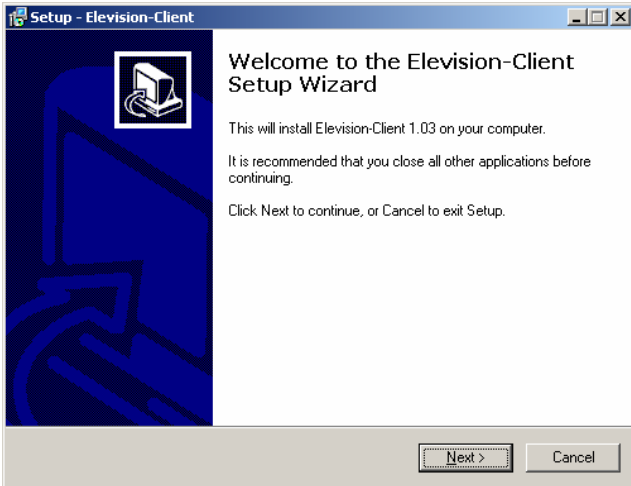 Setup - Elevision-Client
Welcome to the Elevision-Client
Setup Wizard
This will install Elevision-Client 1.03 on your computer.
It is recommended that you close all other applications before
continuing.
Click Next to continue, or Cancel to exit Setup.
Next >
Cancel